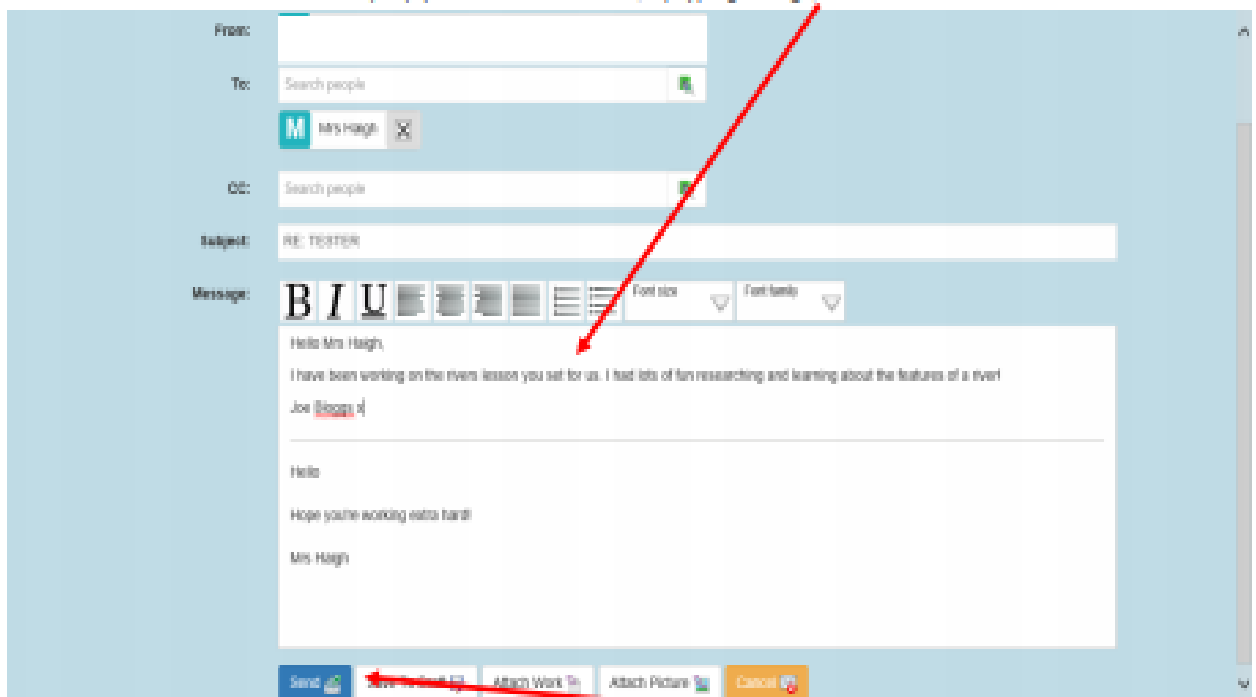 From:
To: Search people
M Mrs Haigh
CC: Search people
Subject: RE: TESTER
Message: B I U Font size Font family
Hello Mrs Haigh,
I have been working on the rivers lesson you set for us. I had lots of fun researching and learning about the features of a river!
Joe Bloggs x
Hello
Hope you're working extra hard!
Mrs Haigh
Send Attach Work Attach Picture Cancel